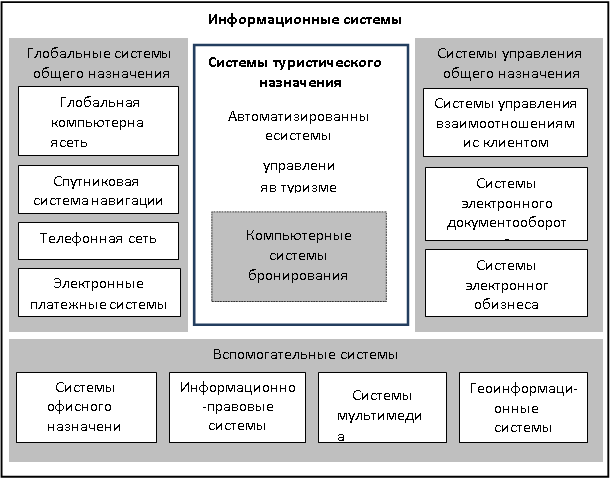 Информационные системы
Глобальные системы
общего назначения
Глобальная
компьютерна
ясеть
Спутниковая
система навигации
Телефонная сеть
Электронные
платежные системы
Системы туристического
назначения
Автоматизированны
есистемы
управлени
яв туризме
Компьютерные
системы
бронирования
Системы управления
общего назначения
Системы управления
взаимоотношениям
ис клиентом
Системы
электронного
документооборот
Системы
электронног
обизнеса
Вспомогательные системы
Системы
офисного
назначени
Информационно
-правовые
системы
Системы
мультимеди
а
Геоинформаци-
онные
системы